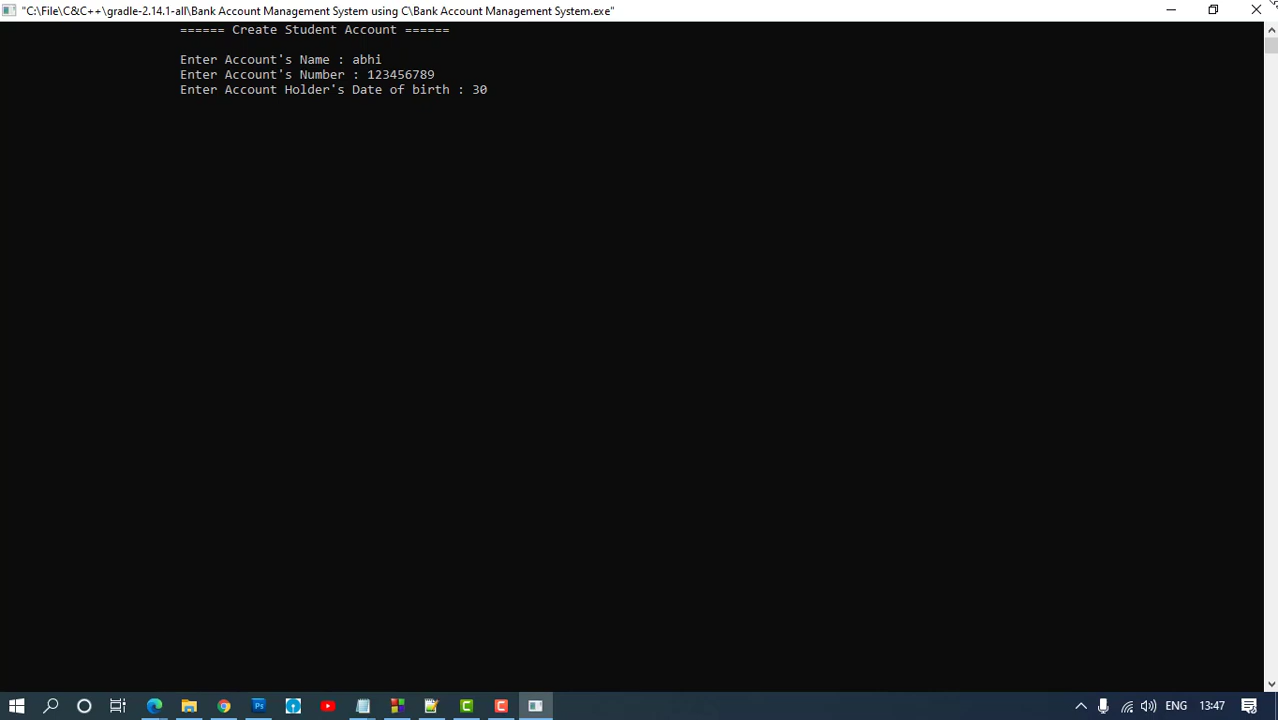 "C:\File\C&C++\gradle-2.14.1-all\Bank Account Management System using C\Bank Account Management System.exe"
====== Create Student Account ======
Enter Account's Name : abhi
Enter Account's Number : 123456789
Enter Account Holder's Date of birth : 30
Ps
C
C
ENG
13:47